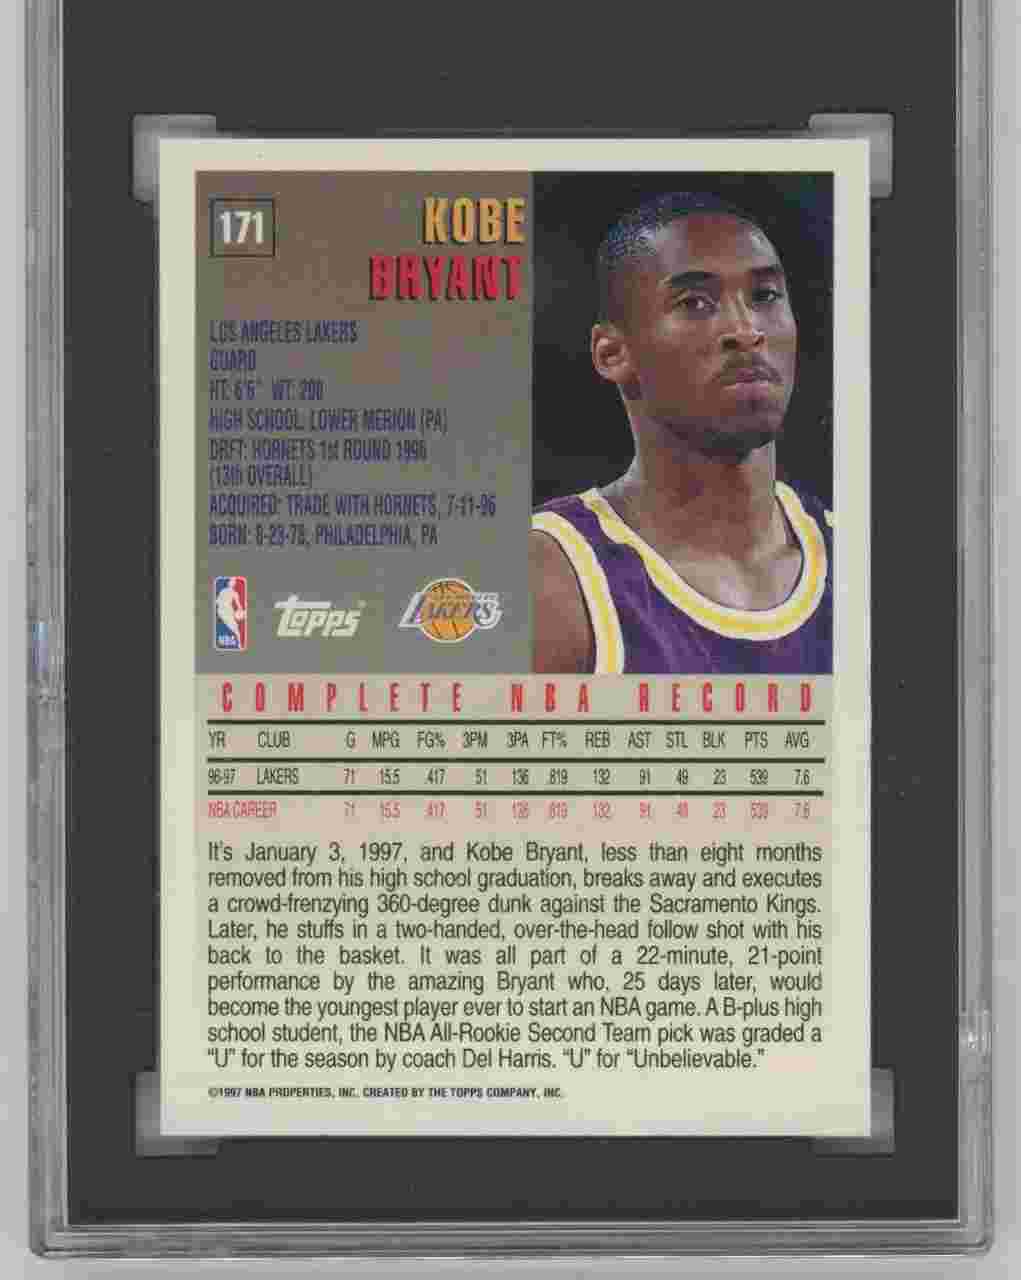 171
KOBE
BRYANT
LOS ANGELES LAKERS
GUARD
HT: 6'6" WT: 200
HIGH SCHOOL: LOWER MERION (PA)
DRFT: HORNETS 1st ROUND 1996
(13th OVERALL)
ACQUIRED: TRADE WITH HORNETS, 7-11-96
BORN: 8-23-78, PHILADELPHIA, PA
NBA Topps LAKERS
COMPLETE NBA RECORD
YR CLUB G MPG FG% 3PM 3PA FT% REB AST STL BLK PTS AVG
96-97 LAKERS 71 15.5 .417 51 136 .819 132 91 49 23 539 7.6
NBA CAREER 71 15.5 .417 51 136 .819 132 91 49 23 539 7.6
It's January 3, 1997, and Kobe Bryant, less than eight months
removed from his high school graduation, breaks away and executes
a crowd-frenzying 360-degree dunk against the Sacramento Kings.
Later, he stuffs in a two-handed, over-the-head follow shot with his
back to the basket. It was all part of a 22-minute, 21-point
performance by the amazing Bryant who, 25 days later, would
become the youngest player ever to start an NBA game. A B-plus high
school student, the NBA All-Rookie Second Team pick was graded a
"U" for the season by coach Del Harris. "U" for "Unbelievable."
©1997 NBA PROPERTIES, INC. CREATED BY THE TOPPS COMPANY, INC.